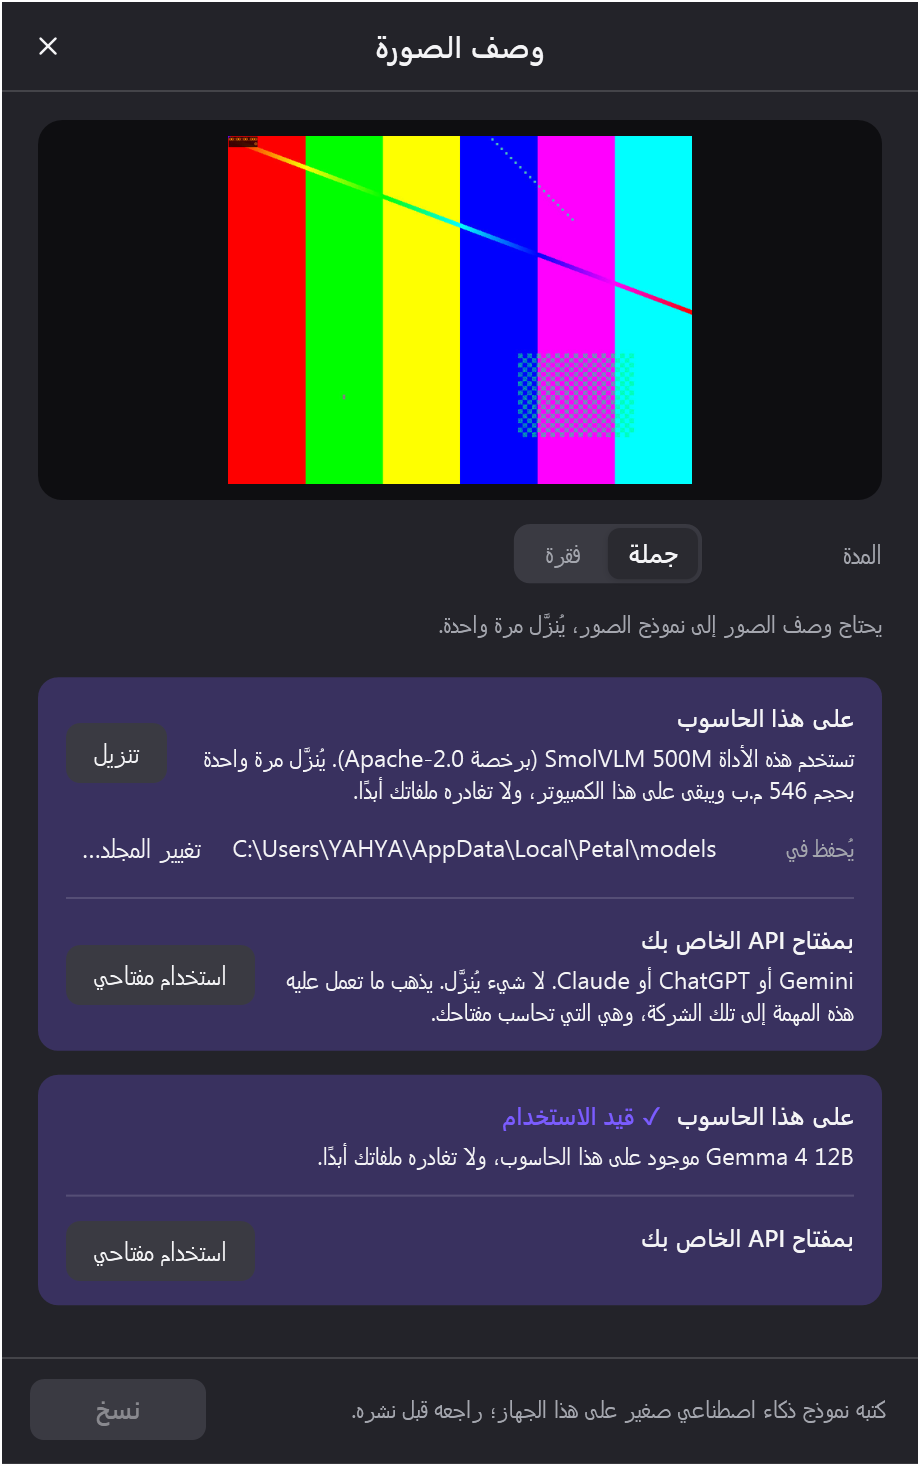 وصف الصورة
المدة
جملة
فقرة
يحتاج وصف الصور إلى نموذج الصور، يُنزَّل مرة واحدة.
على هذا الحاسوب
تستخدم هذه الأداة SmolVLM 500M (برخصة Apache-2.0). يُنزَّل مرة واحدة
بحجم 546 م.ب ويبقى على هذا الكمبيوتر، ولا تغادره ملفاتك أبدًا.
تنزيل
يُحفظ في
C:\Users\YAHYA\AppData\Local\Petal\models
تغيير المجلد...
بمفتاح API الخاص بك
Gemini أو ChatGPT أو Claude. لا شيء يُنزَّل. يذهب ما تعمل عليه
هذه المهمة إلى تلك الشركة، وهي التي تحاسب مفتاحك.
استخدام مفتاحي
على هذا الحاسوب ✓ قيد الاستخدام
Gemma 4 12B موجود على هذا الحاسوب، ولا تغادره ملفاتك أبدًا.
بمفتاح API الخاص بك
استخدام مفتاحي
كتبه نموذج ذكاء اصطناعي صغير على هذا الجهاز؛ راجعه قبل نشره.
نسخ